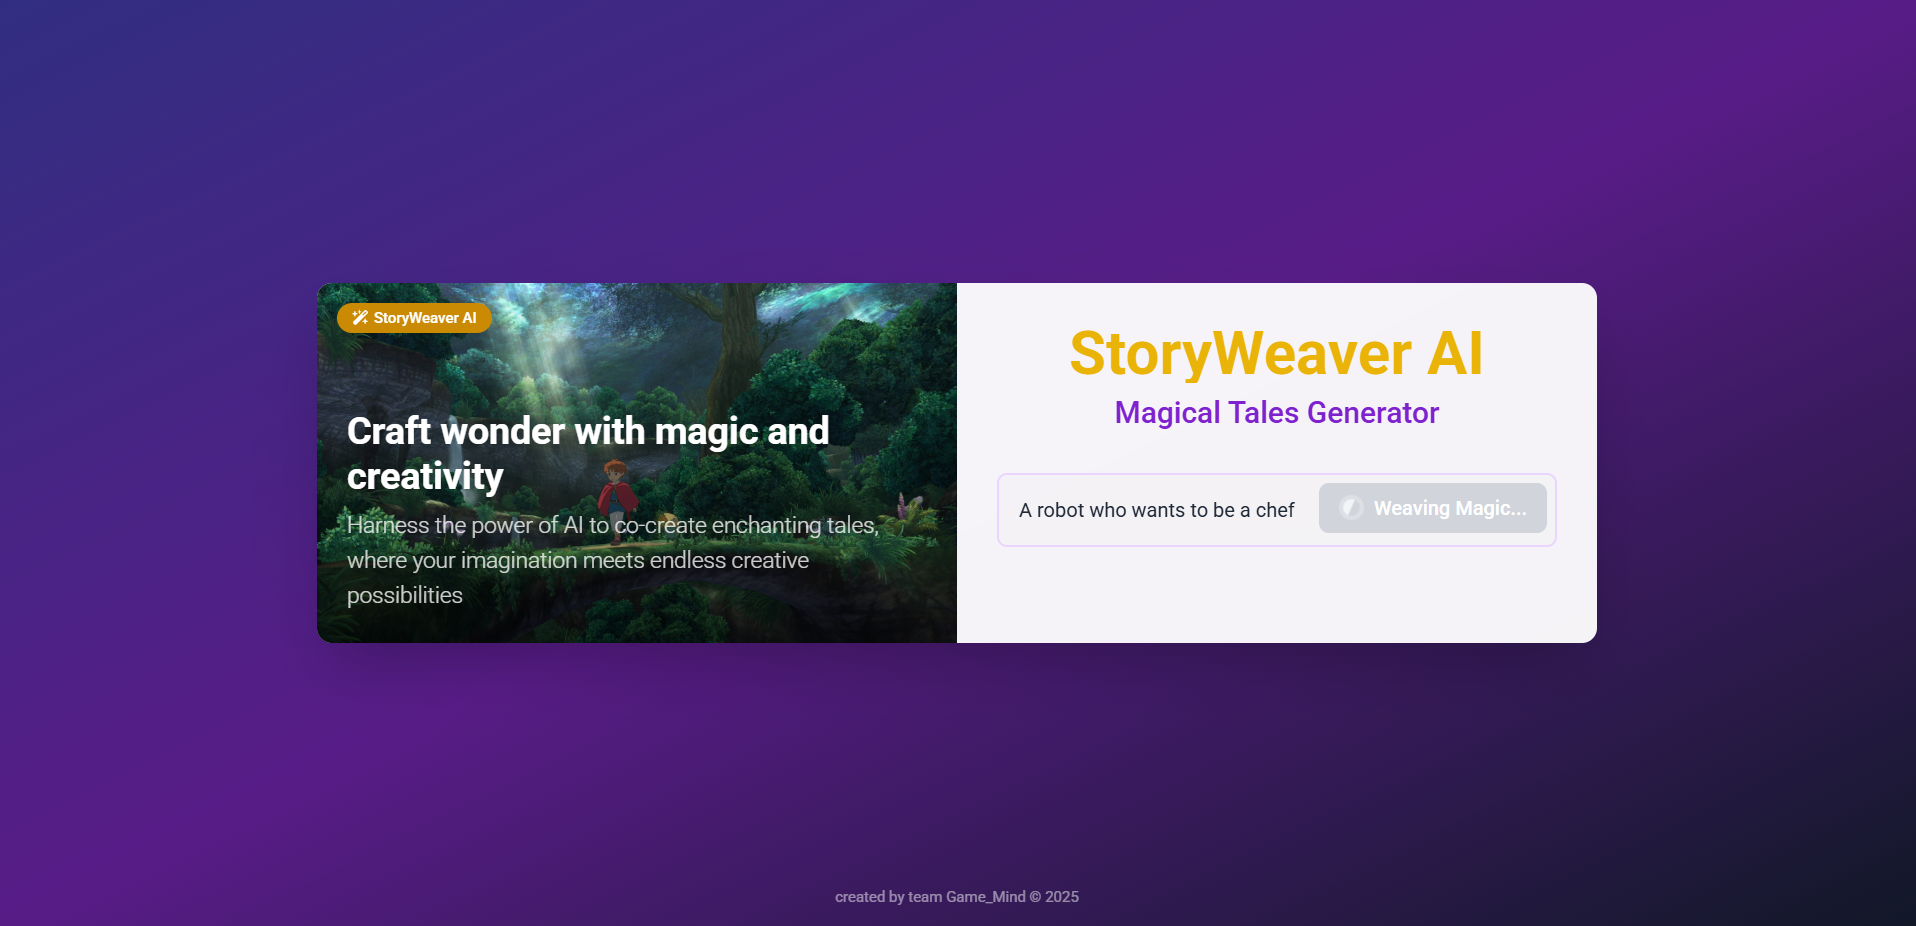 StoryWeaver AI
Craft wonder with magic and
creativity
Harness the power of AI to co-create enchanting tales,
where your imagination meets endless creative
possibilities
StoryWeaver AI
Magical Tales Generator
A robot who wants to be a chef
Weaving Magic...
created by team Game_Mind © 2025